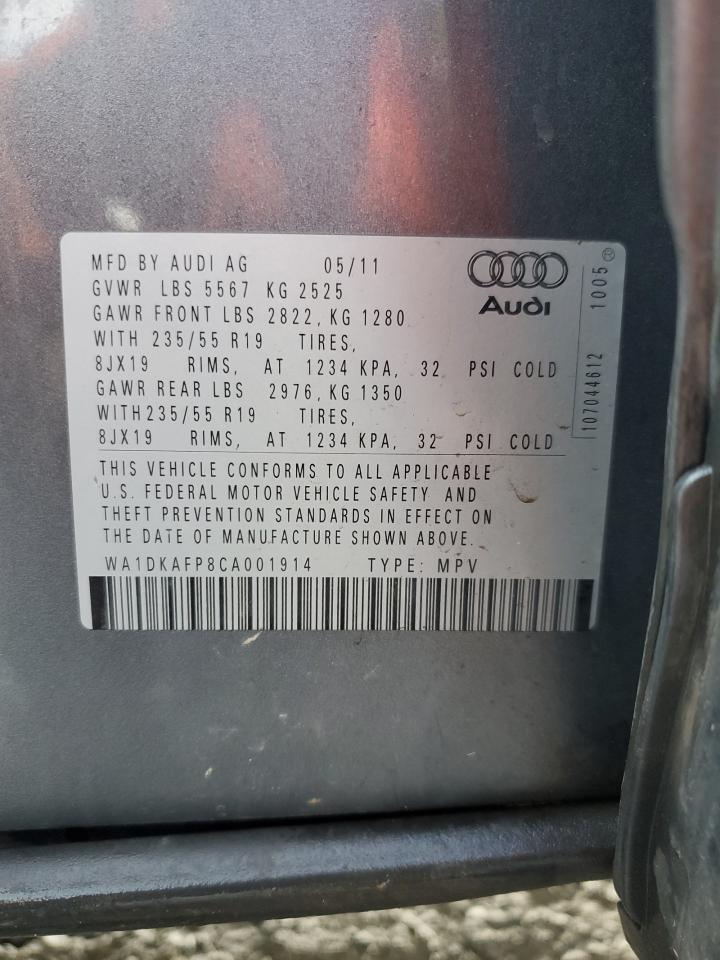 MFD BY AUDI AG 05/11
GVWR LBS 5567 KG 2525
GAWR FRONT LBS 2822, KG 1280
WITH 235/55 R19 TIRES,
8JX19 RIMS, AT 1234 KPA, 32 PSI COLD
GAWR REAR LBS 2976, KG 1350
WITH235/55 R19 TIRES,
8JX19 RIMS, AT 1234 KPA, 32 PSI COLD
Audi
107044612 1005 ®
THIS VEHICLE CONFORMS TO ALL APPLICABLE
U.S. FEDERAL MOTOR VEHICLE SAFETY AND
THEFT PREVENTION STANDARDS IN EFFECT ON
THE DATE OF MANUFACTURE SHOWN ABOVE.
WA1DKAFP8CA001914 TYPE: MPV